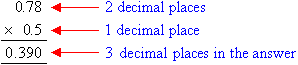 0.78 2 decimal places
× 0.5 1 decimal place
0.390 3 decimal places in the answer